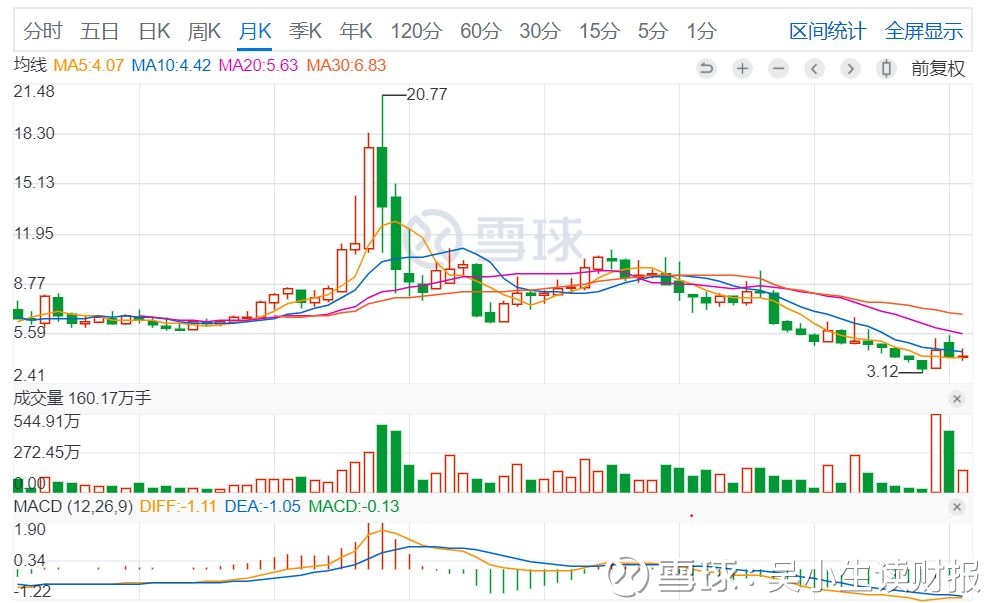 分时 五日 日K 周K 月K 季K 年K 120分 60分 30分 15分 5分 1分 区间统计 全屏显示
均线 MA5:4.07 MA10:4.42 MA20:5.63 MA30:6.83 前复权
21.48
20.77
18.30
15.13
11.95
雪球
8.77
5.59
3.12
2.41
成交量 160.17万手
544.91万
272.45万
0.00
MACD (12,26,9) DIFF:-1.11 DEA:-1.05 MACD:-0.13
1.90
0.34
-1.22
雪球：吴小生读财报